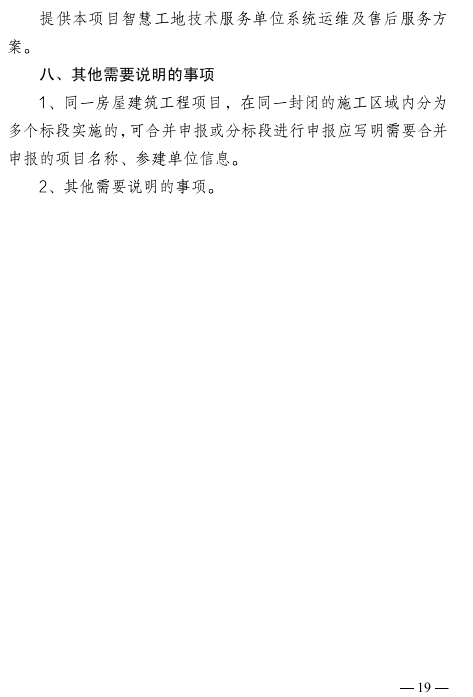 提供本项目智慧工地技术服务单位系统运维及售后服务方
案。
八、其他需要说明的事项
1、同一房屋建筑工程项目，在同一封闭的施工区域内分为
多个标段实施的，可合并申报或分标段进行申报应写明需要合并
申报的项目名称、参建单位信息。
2、其他需要说明的事项。
— 19 —